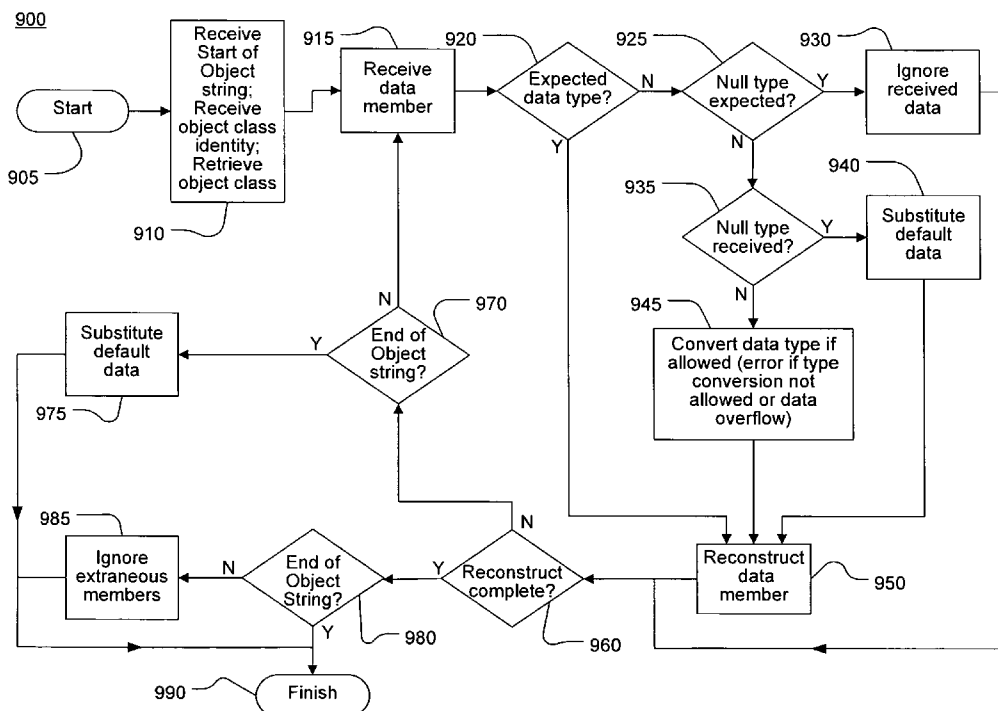 900
Start
905
Receive
Start of
Object
string;
Receive
object class
identity;
Retrieve
object class
910
915
Receive
data
member
920
Expected
data type?
N
Y
925
Null type
expected?
Y
N
930
Ignore
received
data
935
Null type
received?
Y
N
940
Substitute
default
data
945
Convert data type if
allowed (error if type
conversion not
allowed or data
overflow)
Reconstruct
data
member
950
Reconstruct
complete?
N
Y
960
970
End of
Object
string?
N
Y
Substitute
default
data
975
End of
Object
String?
N
Y
980
985
Ignore
extraneous
members
990
Finish